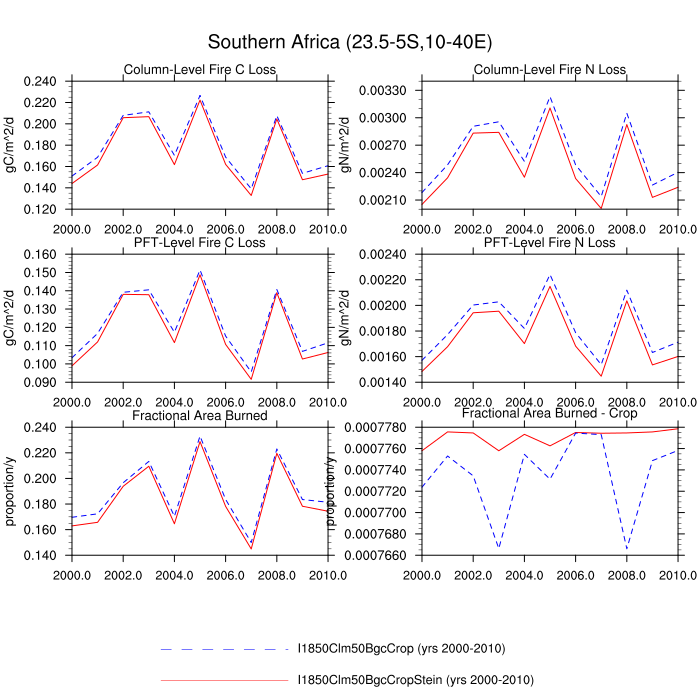 Southern Africa (23.5-5S,10-40E)
Column-Level Fire C Loss
gC/m^2/d
0.240
0.220
0.200
0.180
0.160
0.140
0.120
2000.0 2002.0 2004.0 2006.0 2008.0 2010.0
Column-Level Fire N Loss
gN/m^2/d
0.00330
0.00300
0.00270
0.00240
0.00210
2000.0 2002.0 2004.0 2006.0 2008.0 2010.0
PFT-Level Fire C Loss
gC/m^2/d
0.160
0.150
0.140
0.130
0.120
0.110
0.100
0.090
2000.0 2002.0 2004.0 2006.0 2008.0 2010.0
PFT-Level Fire N Loss
gN/m^2/d
0.00240
0.00220
0.00200
0.00180
0.00160
0.00140
2000.0 2002.0 2004.0 2006.0 2008.0 2010.0
Fractional Area Burned
proportion/y
0.240
0.220
0.200
0.180
0.160
0.140
2000.0 2002.0 2004.0 2006.0 2008.0 2010.0
Fractional Area Burned - Crop
proportion/y
0.0007780
0.0007760
0.0007740
0.0007720
0.0007700
0.0007680
0.0007660
2000.0 2002.0 2004.0 2006.0 2008.0 2010.0
I1850Clm50BgcCrop (yrs 2000-2010)
I1850Clm50BgcCropStein (yrs 2000-2010)